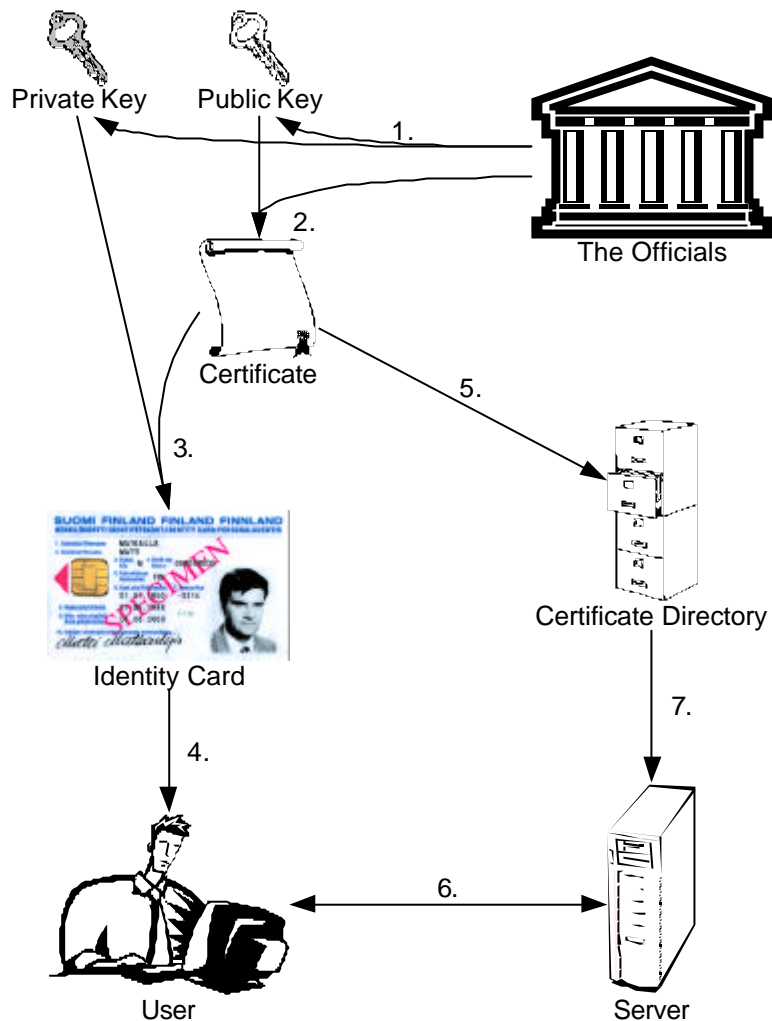 Private Key
Public Key
1.
The Officials
2.
Certificate
5.
3.
SUOMI FINLAND FINLAND FINNLAND
SPECIMEN
Certificate Directory
Identity Card
7.
4.
6.
User
Server